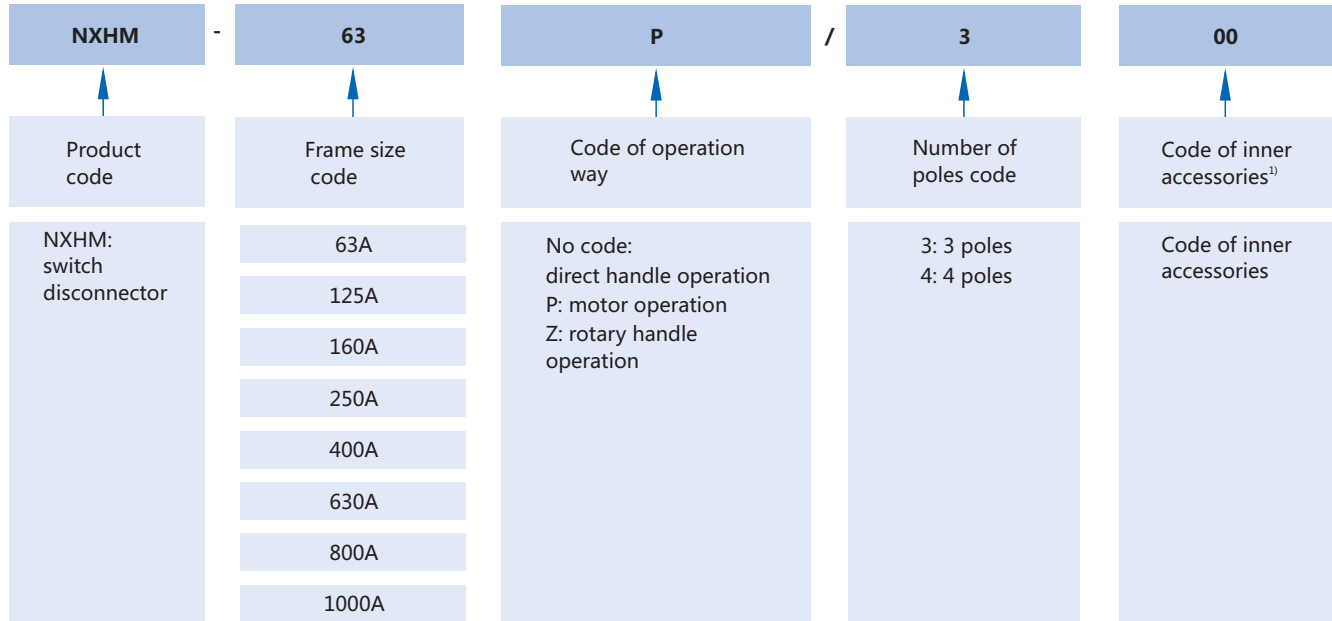 NXHM - 63 P / 3 00
Product
code
Frame size
code
Code of operation
way
Number of
poles code
Code of inner
accessories1)
NXHM:
switch
disconnector
63A
125A
160A
250A
400A
630A
800A
1000A
No code:
direct handle operation
P: motor operation
Z: rotary handle
operation
3: 3 poles
4: 4 poles
Code of inner
accessories